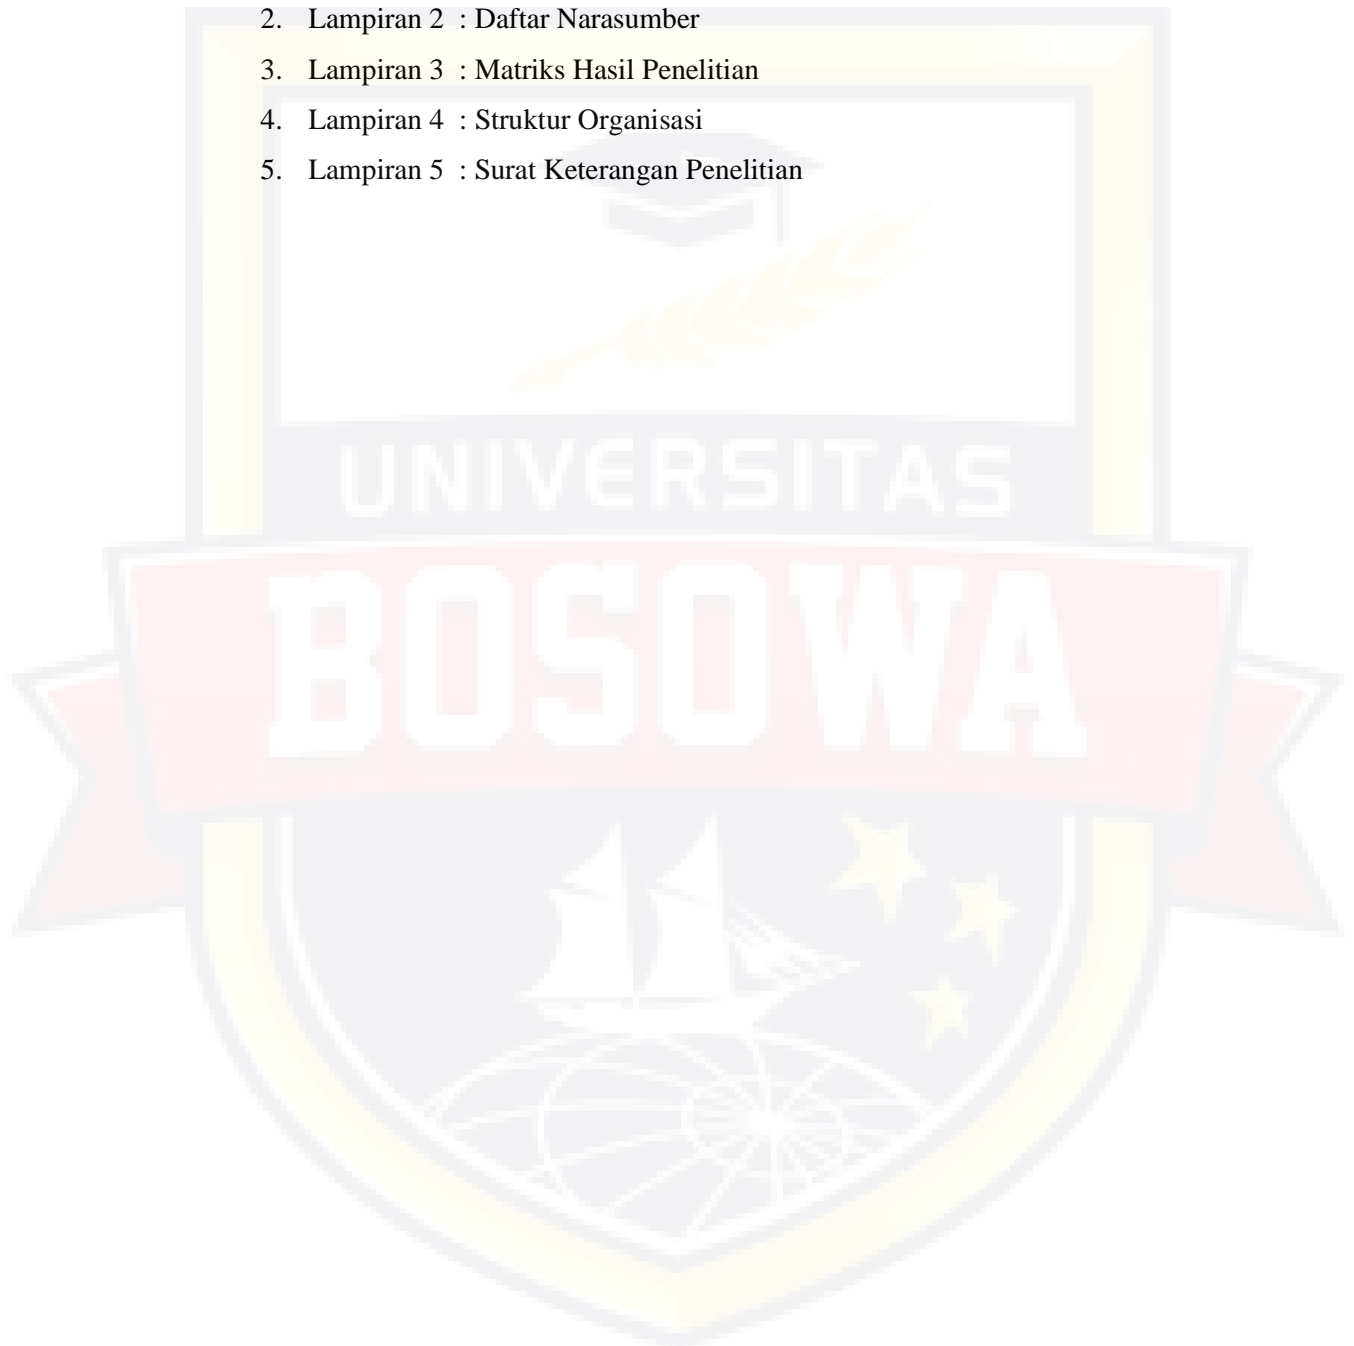 2. Lampiran 2 : Daftar Narasumber
3. Lampiran 3 : Matriks Hasil Penelitian
4. Lampiran 4 : Struktur Organisasi
5. Lampiran 5 : Surat Keterangan Penelitian
UNIVERSITAS
BOSOWA